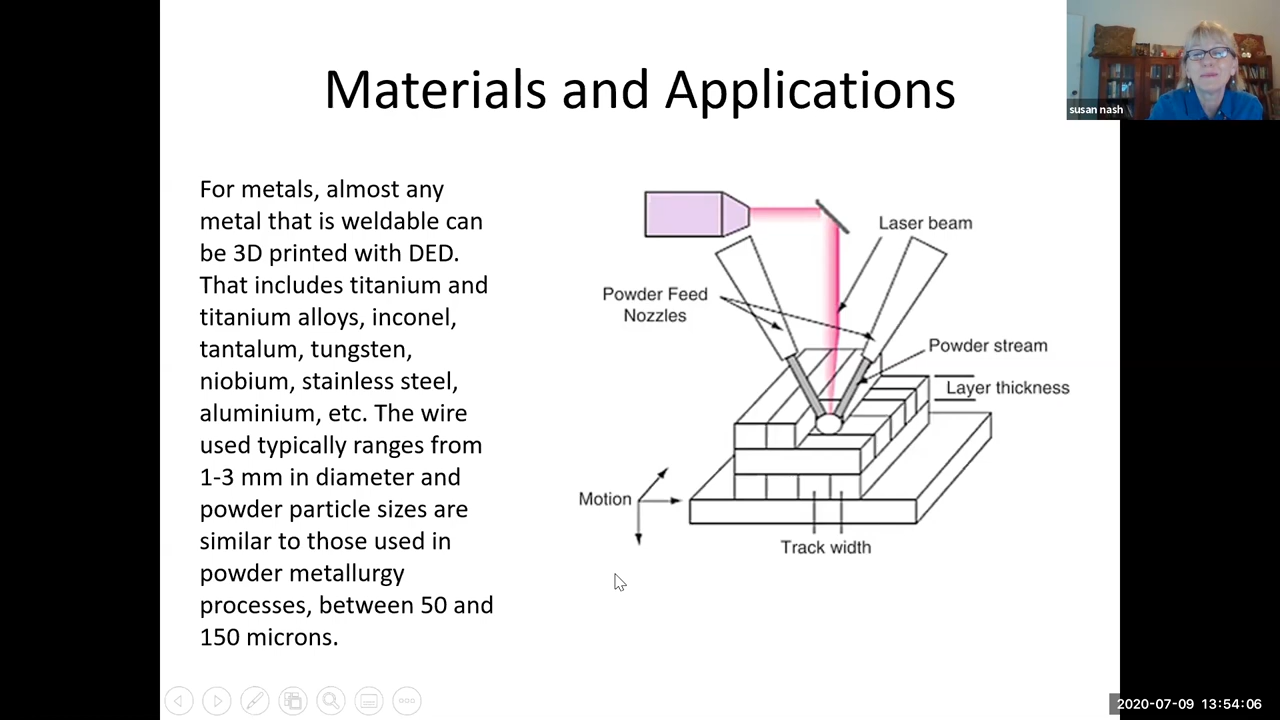 Materials and Applications
susan nash
For metals, almost any
metal that is weldable can
be 3D printed with DED.
That includes titanium and
titanium alloys, inconel,
tantalum, tungsten,
niobium, stainless steel,
aluminium, etc. The wire
used typically ranges from
1-3 mm in diameter and
powder particle sizes are
similar to those used in
powder metallurgy
processes, between 50 and
150 microns.
Laser beam
Powder Feed
Nozzles
Powder stream
Layer thickness
Motion
Track width
2020-07-09 13:54:06